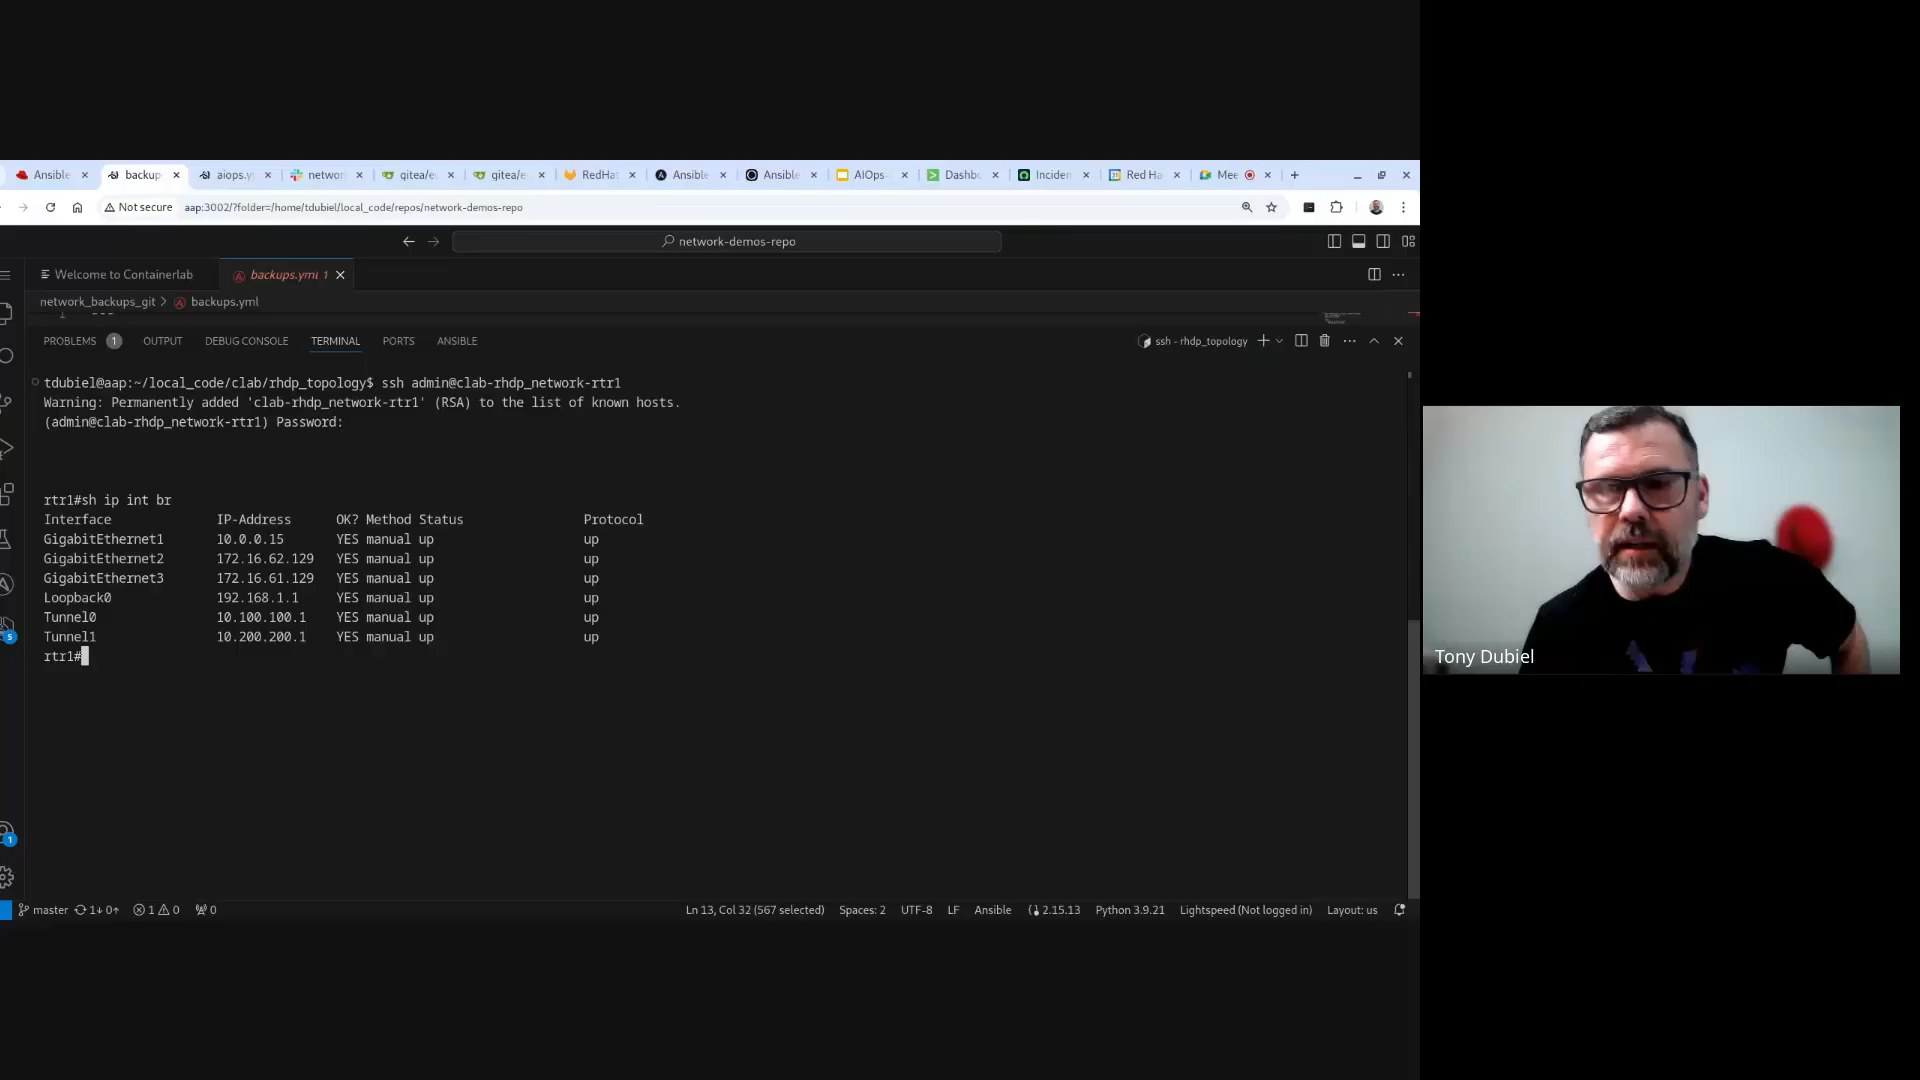 Ansible
backup
aiops.y
networ
gitea/e
gitea/e
RedHat
Ansible
Ansible
AIOps-
Dashbo
Inciden
Red Ha
Mee
Not secure
aap:3002/?folder=/home/tdubiel/local_code/repos/network-demos-repo
network-demos-repo
Welcome to Containerlab
backups.yml 1
network_backups_git > backups.yml
PROBLEMS 1 OUTPUT DEBUG CONSOLE TERMINAL PORTS ANSIBLE
ssh - rhdp_topology
tdubiel@aap:~/local_code/clab/rhdp_topology$ ssh admin@clab-rhdp_network-rtr1
Warning: Permanently added 'clab-rhdp_network-rtr1' (RSA) to the list of known hosts.
(admin@clab-rhdp_network-rtr1) Password:
rtr1#sh ip int br
Interface IP-Address OK? Method Status Protocol
GigabitEthernet1 10.0.0.15 YES manual up up
GigabitEthernet2 172.16.62.129 YES manual up up
GigabitEthernet3 172.16.61.129 YES manual up up
Loopback0 192.168.1.1 YES manual up up
Tunnel0 10.100.100.1 YES manual up up
Tunnel1 10.200.200.1 YES manual up up
rtr1#
5
1
master 1↓ 0↑ 1 0 0
Ln 13, Col 32 (567 selected) Spaces: 2 UTF-8 LF Ansible 2.15.13 Python 3.9.21 Lightspeed (Not logged in) Layout: us
Tony Dubiel